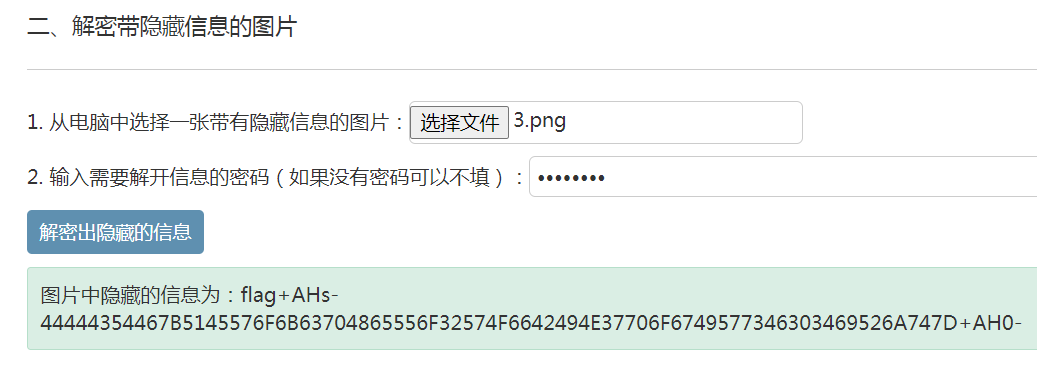 二、解密带隐藏信息的图片
1. 从电脑中选择一张带有隐藏信息的图片：选择文件 3.png
2. 输入需要解开信息的密码（如果没有密码可以不填）：••••••••
解密出隐藏的信息
图片中隐藏的信息为：flag+AHs-
44444354467B5145576F6B63704865556F32574F6642494E37706F6749577346303469526A747D+AH0-